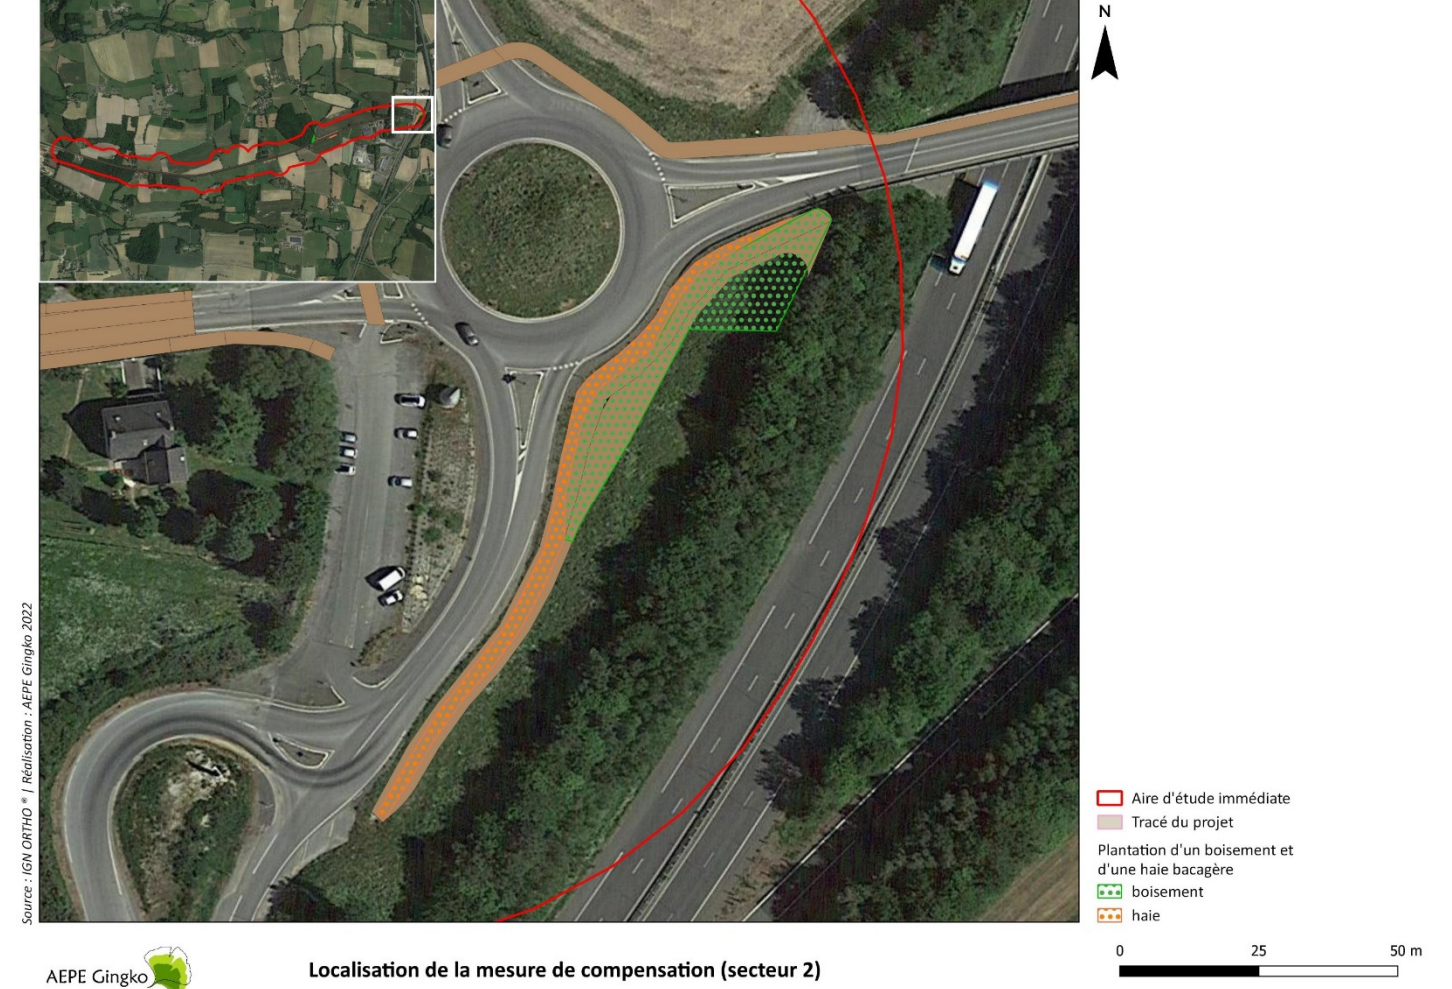 N
Source : IGN ORTHO ® | Réalisation : AEPE Gingko 2022
Aire d'étude immédiate
Tracé du projet
Plantation d'un boisement et
d'une haie bacagère
boisement
haie
0 25 50 m
AEPE Gingko
Localisation de la mesure de compensation (secteur 2)